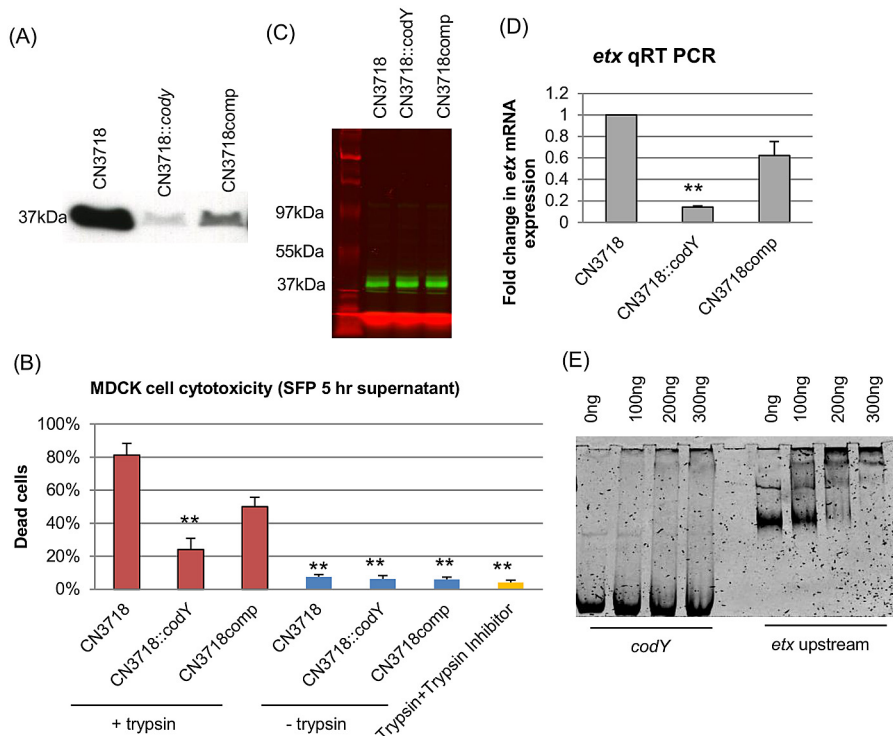 (A)
CN3718
CN3718::cody
CN3718comp
37kDa
(C)
CN3718
CN3718::codY
CN3718comp
97kDa
55kDa
37kDa
(D)
etx qRT PCR
Fold change in etx mRNA
expression
1.2
1
0.8
0.6
0.4
0.2
0
**
CN3718
CN3718::codY
CN3718comp
(B)
MDCK cell cytotoxicity (SFP 5 hr supernatant)
Dead cells
100%
80%
60%
40%
20%
0%
**
**
**
**
**
CN3718
CN3718::codY
CN3718comp
CN3718
CN3718::codY
CN3718comp
Trypsin+Trypsin Inhibitor
+ trypsin
- trypsin
(E)
0ng
100ng
200ng
300ng
0ng
100ng
200ng
300ng
codY
etx upstream